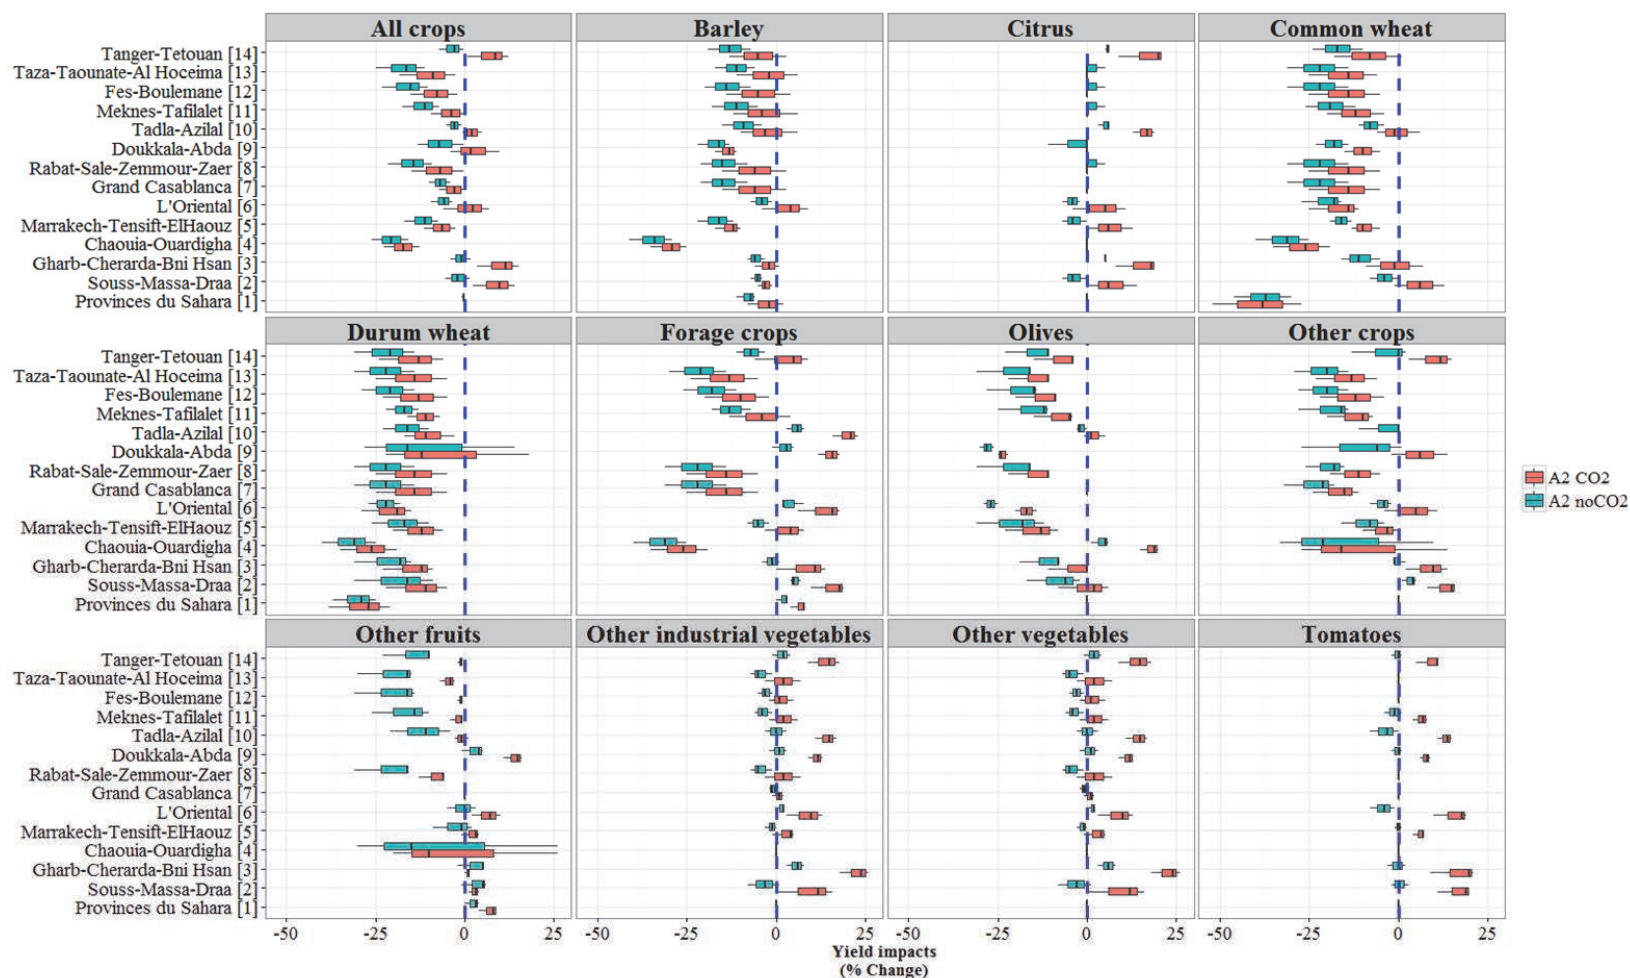 All crops Barley Citrus Common wheat
Tanger-Tetouan [14]
Taza-Taounate-Al Hoceima [13]
Fes-Boulemane [12]
Meknes-Tafilalet [11]
Tadla-Azilal [10]
Doukkala-Abda [9]
Rabat-Sale-Zemmour-Zaer [8]
Grand Casablanca [7]
L'Oriental [6]
Marrakech-Tensift-ElHaouz [5]
Chaouia-Ouardigha [4]
Gharb-Cherarda-Bni Hsan [3]
Souss-Massa-Draa [2]
Provinces du Sahara [1]
Durum wheat Forage crops Olives Other crops
Tanger-Tetouan [14]
Taza-Taounate-Al Hoceima [13]
Fes-Boulemane [12]
Meknes-Tafilalet [11]
Tadla-Azilal [10]
Doukkala-Abda [9]
Rabat-Sale-Zemmour-Zaer [8]
Grand Casablanca [7]
L'Oriental [6]
Marrakech-Tensift-ElHaouz [5]
Chaouia-Ouardigha [4]
Gharb-Cherarda-Bni Hsan [3]
Souss-Massa-Draa [2]
Provinces du Sahara [1]
A2 CO2
A2 noCO2
Other fruits Other industrial vegetables Other vegetables Tomatoes
Tanger-Tetouan [14]
Taza-Taounate-Al Hoceima [13]
Fes-Boulemane [12]
Meknes-Tafilalet [11]
Tadla-Azilal [10]
Doukkala-Abda [9]
Rabat-Sale-Zemmour-Zaer [8]
Grand Casablanca [7]
L'Oriental [6]
Marrakech-Tensift-ElHaouz [5]
Chaouia-Ouardigha [4]
Gharb-Cherarda-Bni Hsan [3]
Souss-Massa-Draa [2]
Provinces du Sahara [1]
-50 -25 0 25 -50 -25 0 25 -50 -25 0 25 -50 -25 0 25
Yield impacts
(% Change)